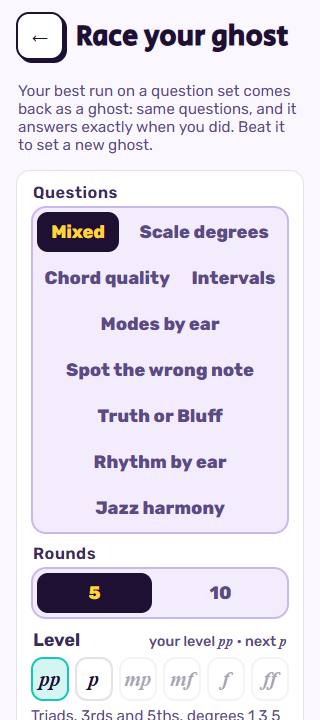 ← Race your ghost
Your best run on a question set comes
back as a ghost: same questions, and it
answers exactly when you did. Beat it
to set a new ghost.
Questions
Mixed Scale degrees
Chord quality Intervals
Modes by ear
Spot the wrong note
Truth or Bluff
Rhythm by ear
Jazz harmony
Rounds
5 10
Level your level pp · next p
pp p mp mf f ff
Triads, 3rds and 5ths, degrees 1 3 5